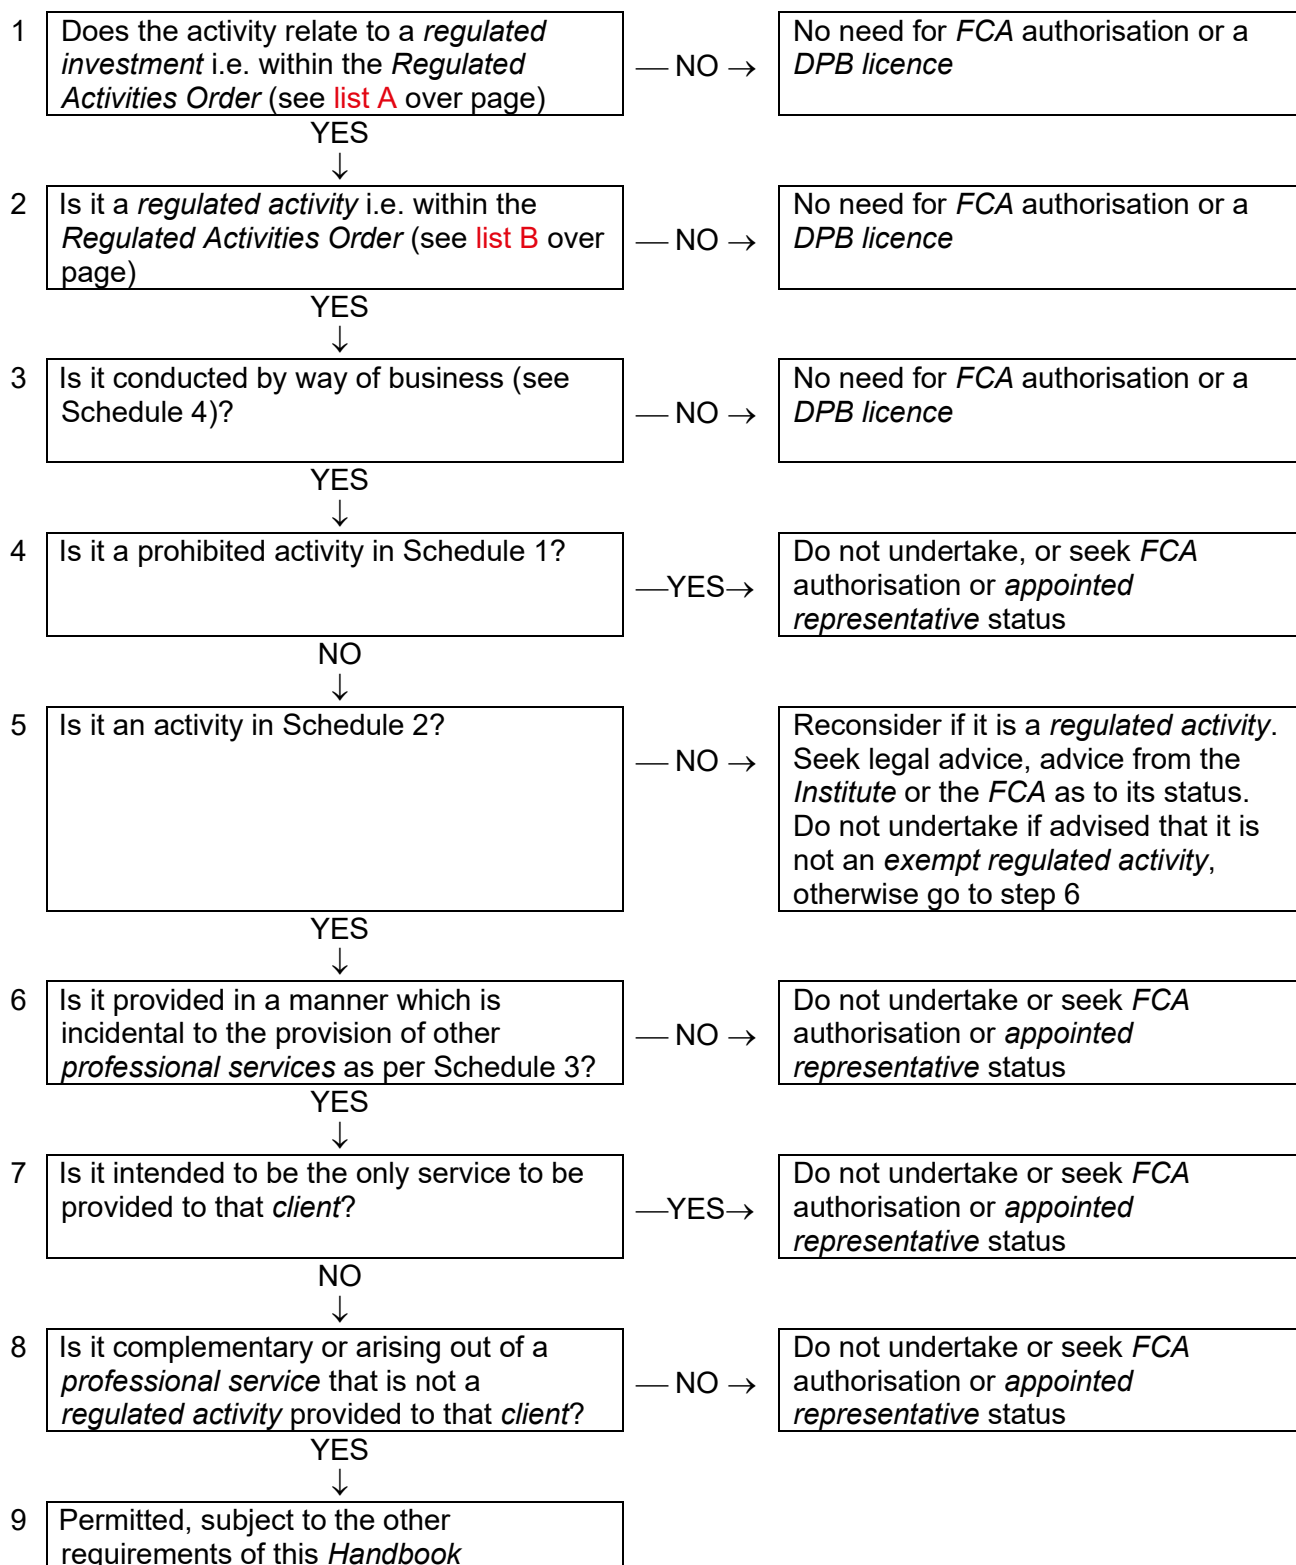 1
Does the activity relate to a regulated
investment i.e. within the Regulated
Activities Order (see list A over page)
— NO →
No need for FCA authorisation or a
DPB licence
YES
↓
2
Is it a regulated activity i.e. within the
Regulated Activities Order (see list B over
page)
— NO →
No need for FCA authorisation or a
DPB licence
YES
↓
3
Is it conducted by way of business (see
Schedule 4)?
— NO →
No need for FCA authorisation or a
DPB licence
YES
↓
4
Is it a prohibited activity in Schedule 1?
—YES→
Do not undertake, or seek FCA
authorisation or appointed
representative status
NO
↓
5
Is it an activity in Schedule 2?
— NO →
Reconsider if it is a regulated activity.
Seek legal advice, advice from the
Institute or the FCA as to its status.
Do not undertake if advised that it is
not an exempt regulated activity,
otherwise go to step 6
YES
↓
6
Is it provided in a manner which is
incidental to the provision of other
professional services as per Schedule 3?
— NO →
Do not undertake or seek FCA
authorisation or appointed
representative status
YES
↓
7
Is it intended to be the only service to be
provided to that client?
—YES→
Do not undertake or seek FCA
authorisation or appointed
representative status
NO
↓
8
Is it complementary or arising out of a
professional service that is not a
regulated activity provided to that client?
— NO →
Do not undertake or seek FCA
authorisation or appointed
representative status
YES
↓
9
Permitted, subject to the other
requirements of this Handbook